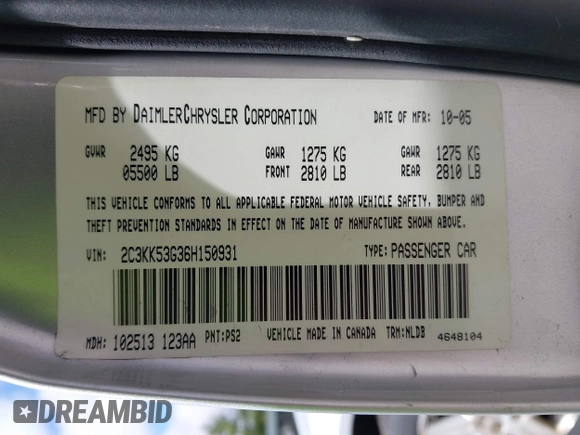 MFD BY DAIMLERCHRYSLER CORPORATION DATE OF MFR: 10-05
GVWR 2495 KG GAWR 1275 KG GAWR 1275 KG
05500 LB FRONT 2810 LB REAR 2810 LB
THIS VEHICLE CONFORMS TO ALL APPLICABLE FEDERAL MOTOR VEHICLE SAFETY, BUMPER AND
THEFT PREVENTION STANDARDS IN EFFECT ON THE DATE OF MANUFACTURE SHOWN ABOVE.
VIN: 2C3KK53G36H150931 TYPE: PASSENGER CAR
MDH: 102513 123AA PNT:PS2 VEHICLE MADE IN CANADA TRM:NLDB 4648104
DREAMBID